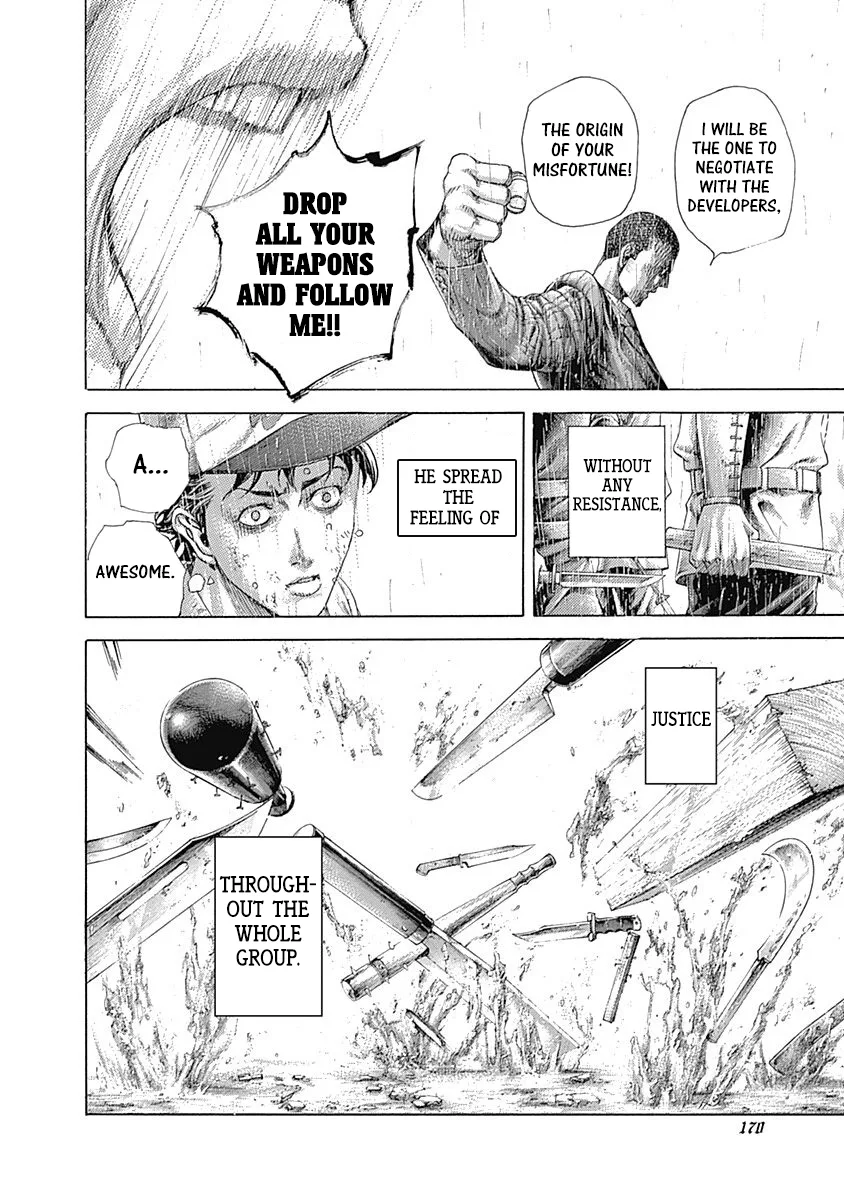 I WILL BE
THE ONE TO
NEGOTIATE
WITH THE
DEVELOPERS,
THE ORIGIN
OF YOUR
MISFORTUNE!
DROP
ALL YOUR
WEAPONS
AND FOLLOW
ME!!
WITHOUT
ANY
RESISTANCE,
HE SPREAD
THE
FEELING OF
A...
AWESOME.
JUSTICE
THROUGH-
OUT THE
WHOLE
GROUP.
170